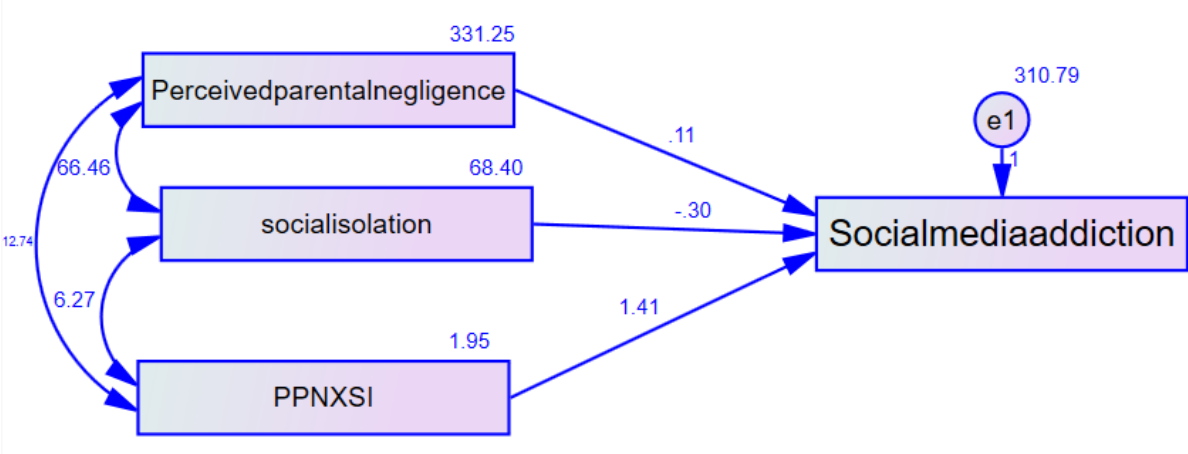 331.25
Perceivedparentalnegligence
310.79
e1
1
.11
66.46
68.40
socialisolation
-.30
Socialmediaaddiction
12.74
6.27
1.41
1.95
PPNXSI